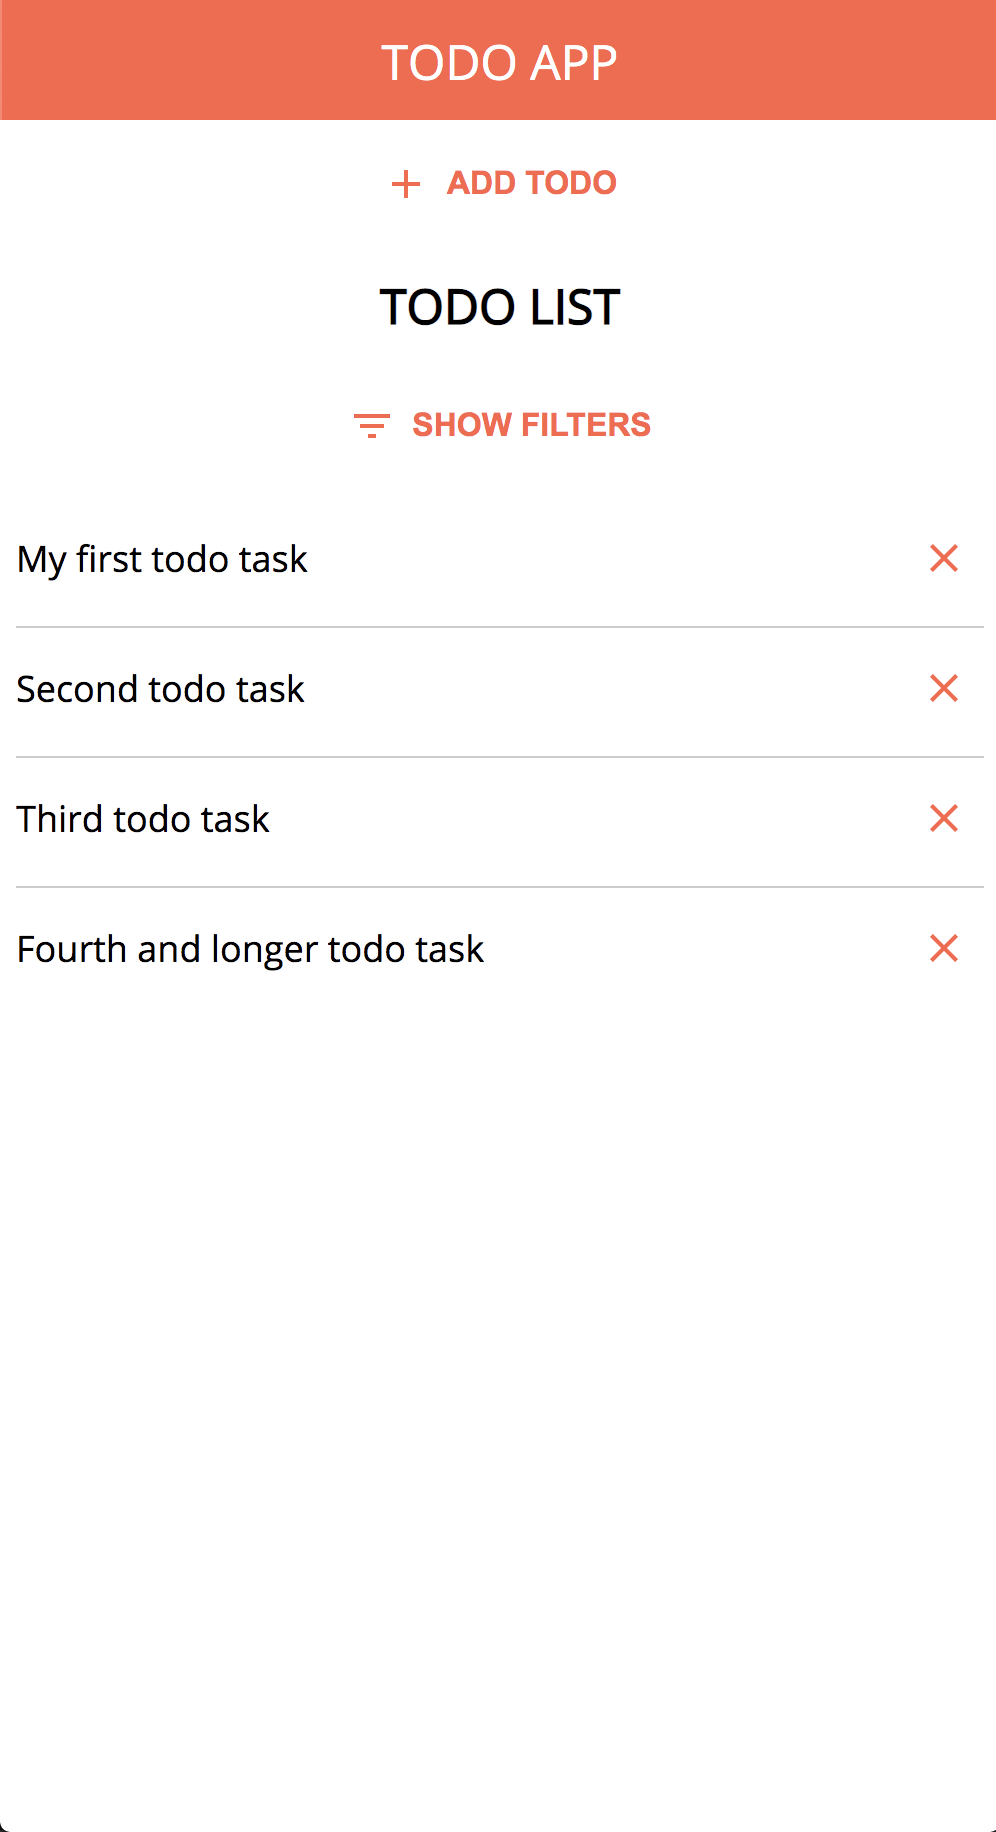 TODO APP
ADD TODO
TODO LIST
SHOW FILTERS
My first todo task
Second todo task
Third todo task
Fourth and longer todo task